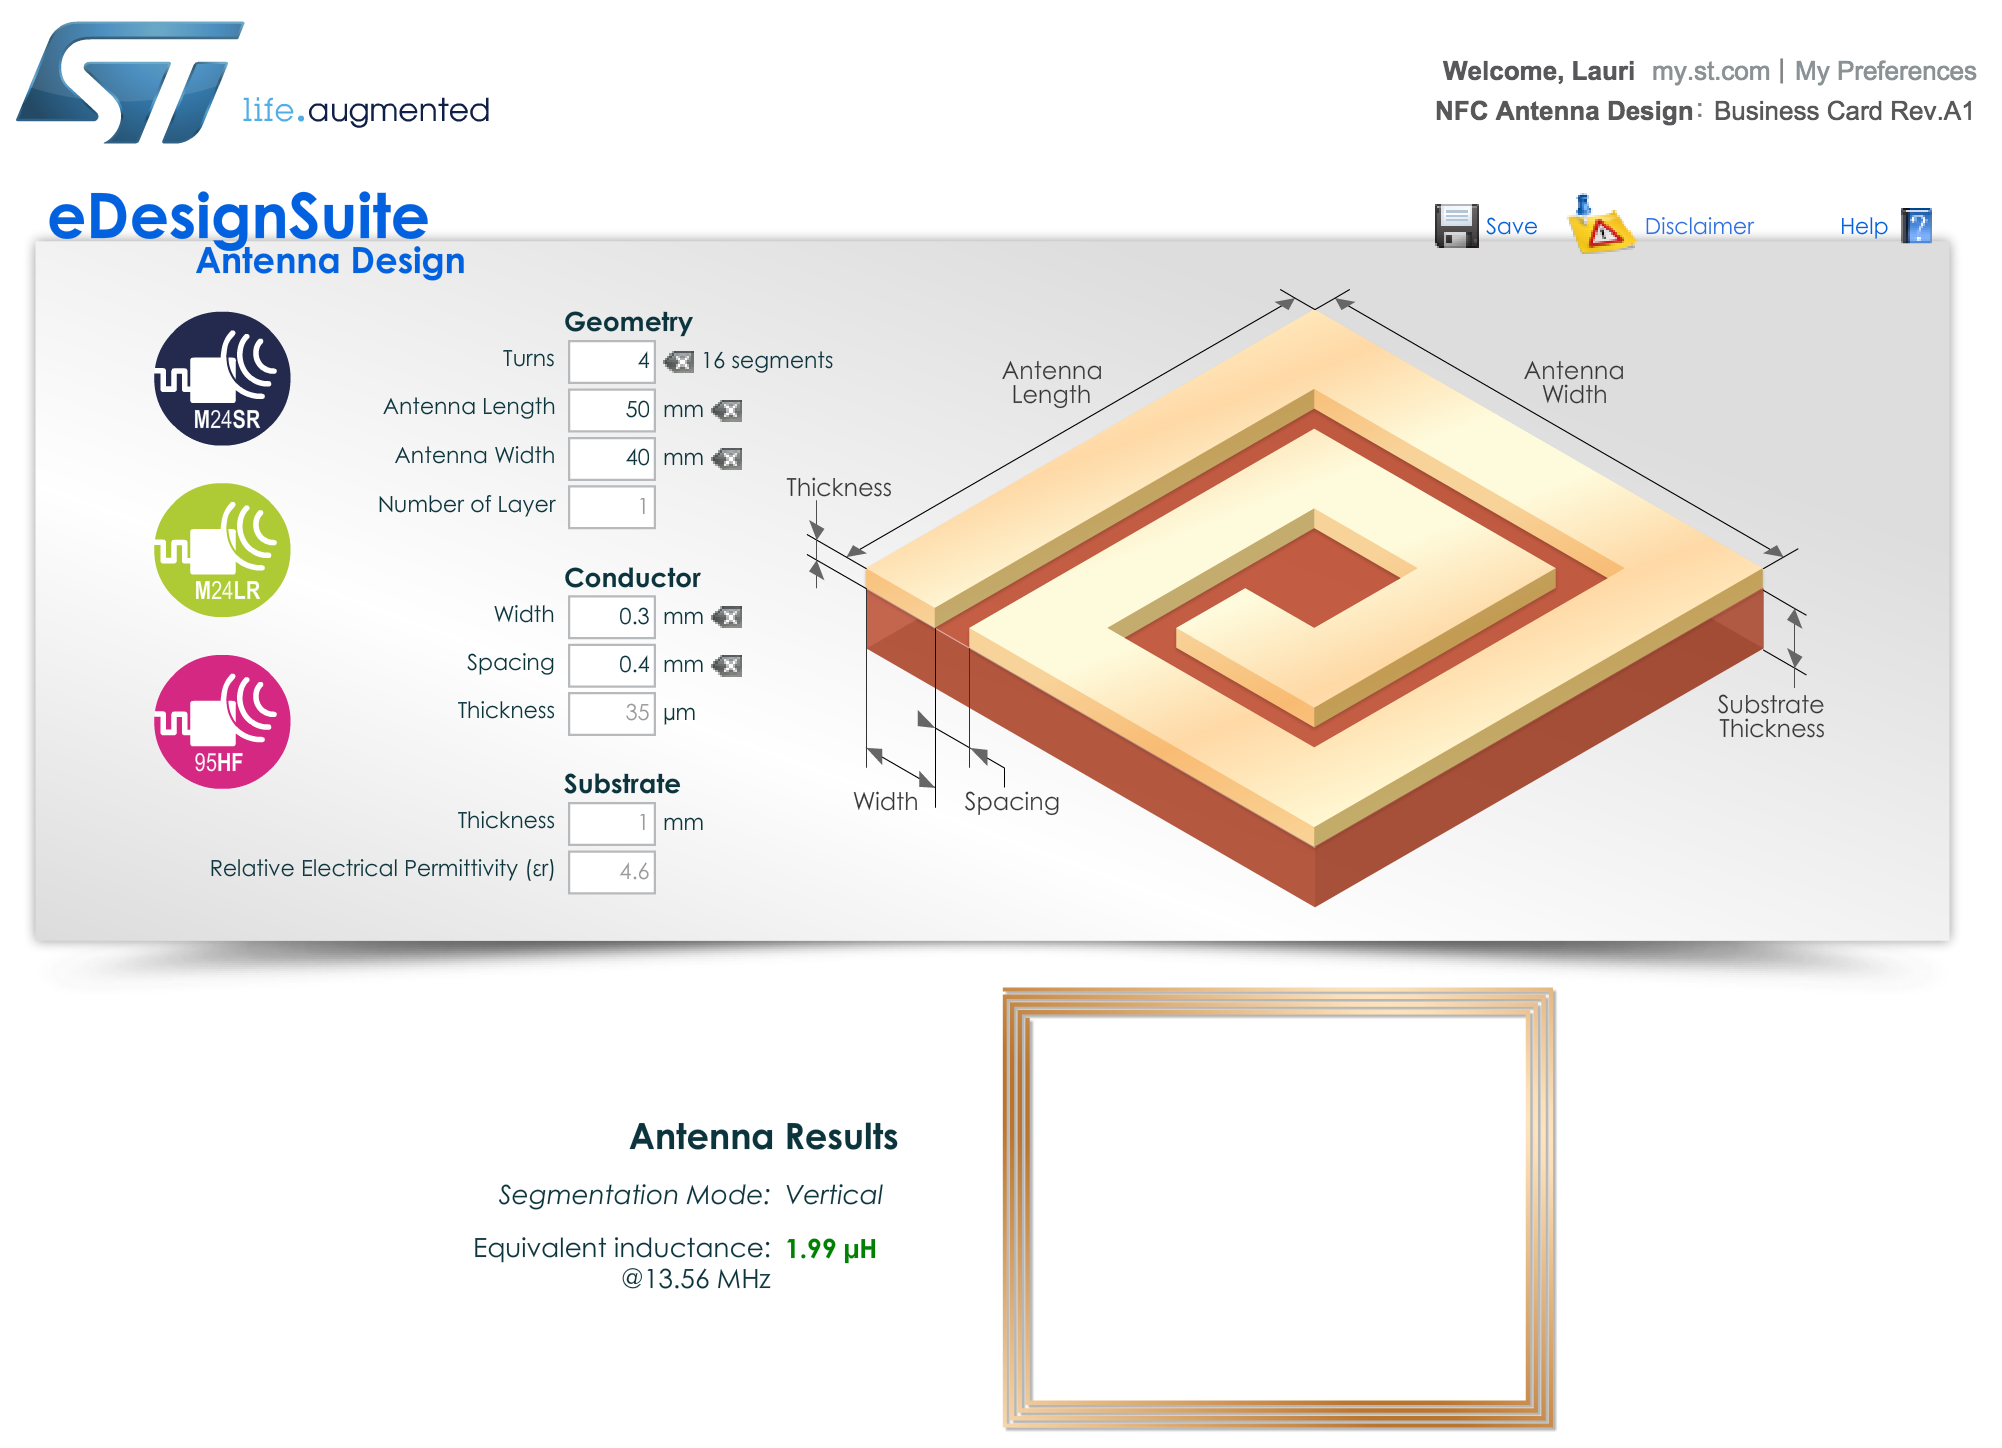 ST life.augmented
Welcome, Lauri my.st.com | My Preferences
NFC Antenna Design: Business Card Rev.A1
eDesignSuite
Antenna Design
Save
Disclaimer
Help
M24SR
M24LR
95HF
Geometry
Turns 4 16 segments
Antenna Length 50 mm
Antenna Width 40 mm
Number of Layer 1
Conductor
Width 0.3 mm
Spacing 0.4 mm
Thickness 35 µm
Substrate
Thickness 1 mm
Relative Electrical Permittivity (εr) 4.6
Antenna
Length
Antenna
Width
Thickness
Width
Spacing
Substrate
Thickness
Antenna Results
Segmentation Mode: Vertical
Equivalent inductance: 1.99 µH
@13.56 MHz